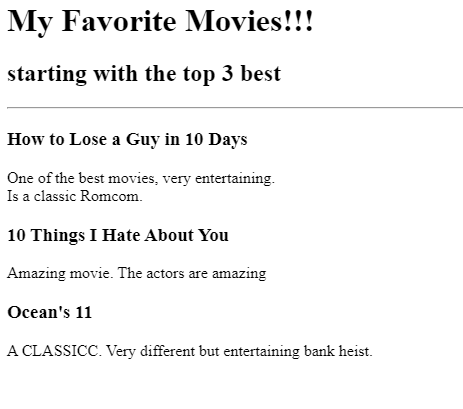 My Favorite Movies!!!
starting with the top 3 best
How to Lose a Guy in 10 Days
One of the best movies, very entertaining.
Is a classic Romcom.
10 Things I Hate About You
Amazing movie. The actors are amazing
Ocean's 11
A CLASSICC. Very different but entertaining bank heist.